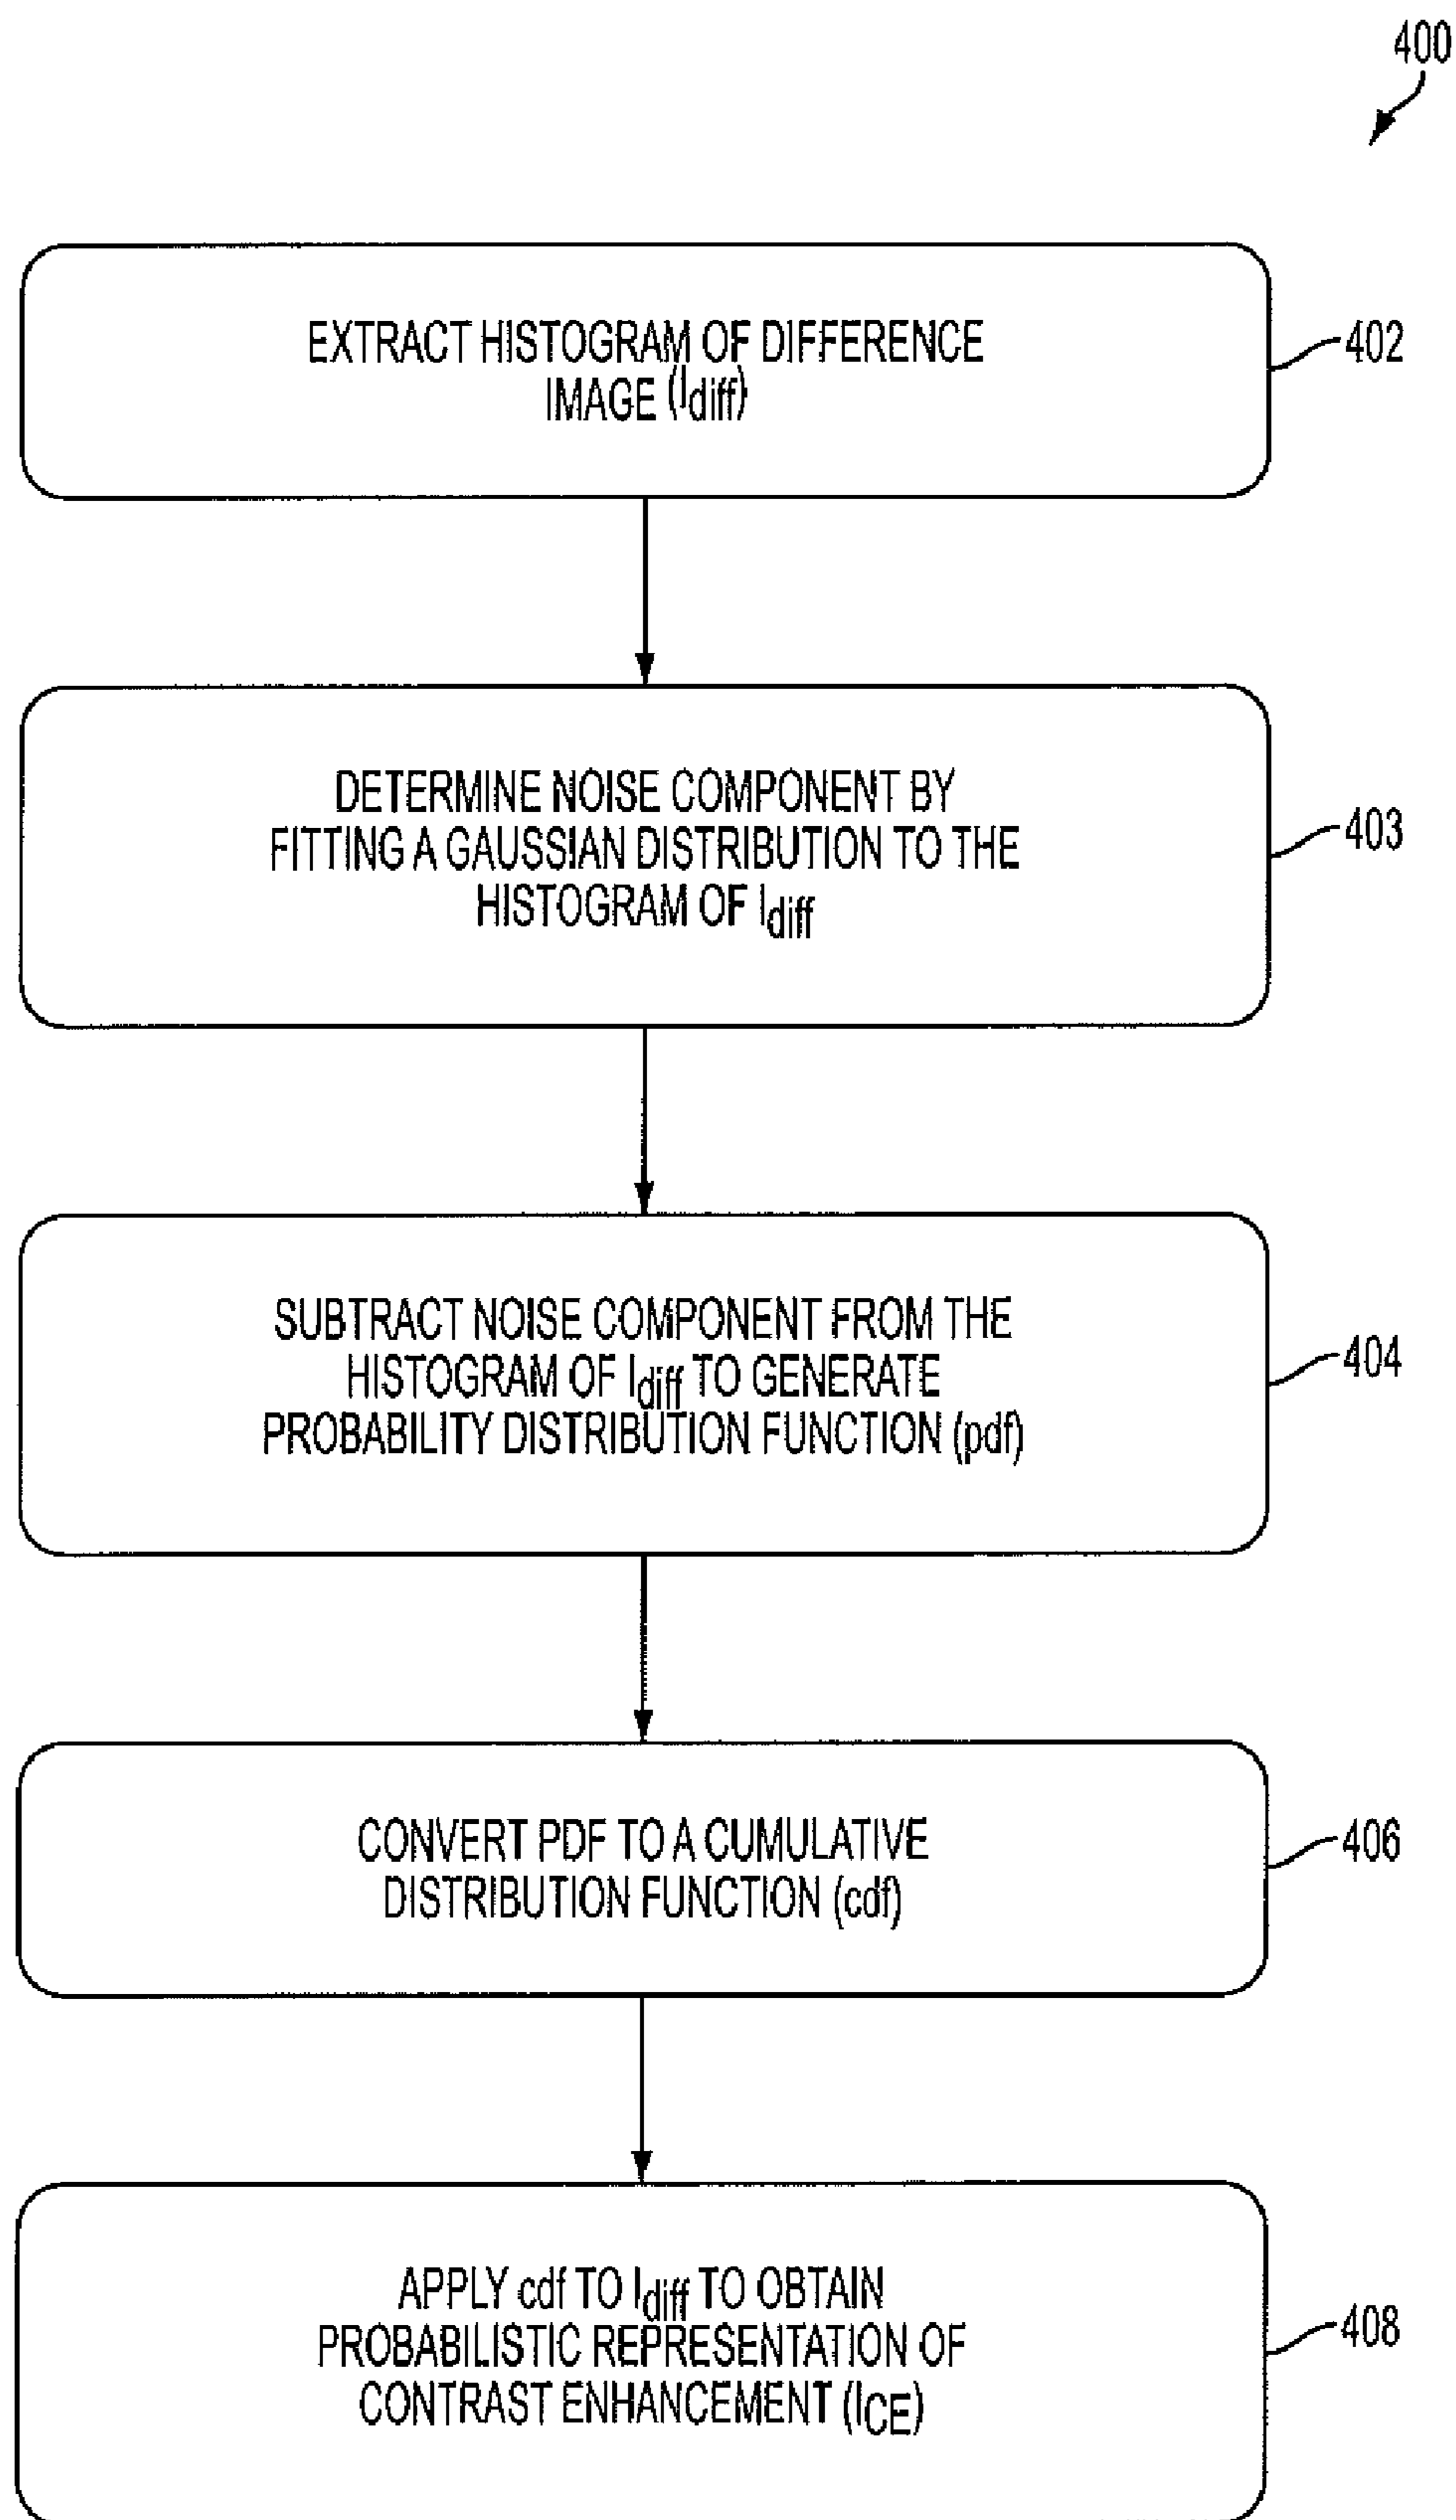 400
EXTRACT HISTOGRAM OF DIFFERENCE
IMAGE (Idiff)
402
DETERMINE NOISE COMPONENT BY
FITTING A GAUSSIAN DISTRIBUTION TO THE
HISTOGRAM OF Idiff
403
SUBTRACT NOISE COMPONENT FROM THE
HISTOGRAM OF Idiff TO GENERATE
PROBABILITY DISTRIBUTION FUNCTION (pdf)
404
CONVERT PDF TO A CUMULATIVE
DISTRIBUTION FUNCTION (cdf)
406
APPLY cdf TO Idiff TO OBTAIN
PROBABILISTIC REPRESENTATION OF
CONTRAST ENHANCEMENT (ICE)
408